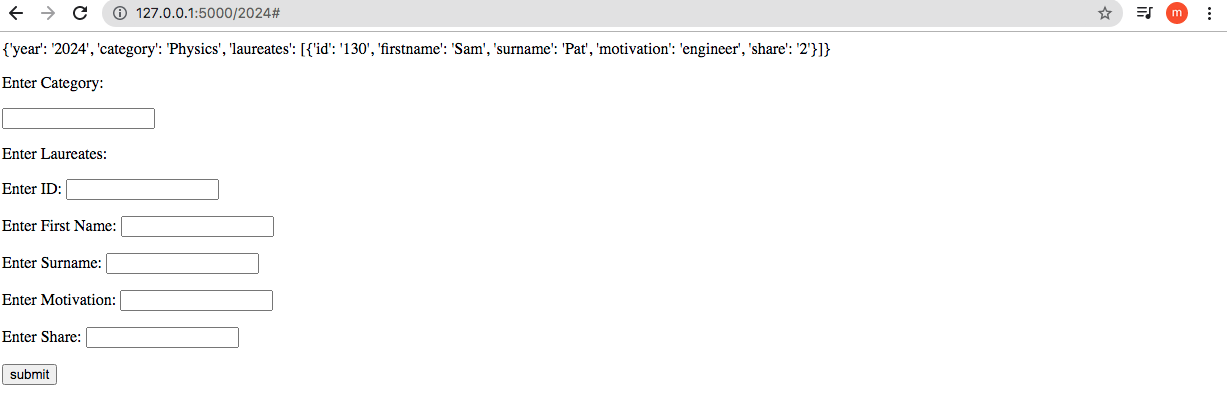 127.0.0.1:5000/2024#
m
{'year': '2024', 'category': 'Physics', 'laureates': [{'id': '130', 'firstname': 'Sam', 'surname': 'Pat', 'motivation': 'engineer', 'share': '2'}]}
Enter Category:
Enter Laureates:
Enter ID:
Enter First Name:
Enter Surname:
Enter Motivation:
Enter Share:
submit